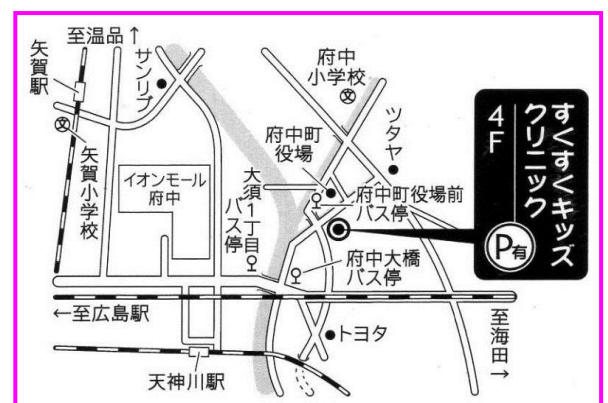 至温品↑
矢賀駅
サンリブ
府中
小学校
文
ツタヤ
すくすくキッズ
クリニック
4F
P有
文
矢賀小学校
イオンモール
府中
府中町
役場
大須1丁目
バス停
府中町役場前
バス停
府中大橋
バス停
←至広島駅
トヨタ
至海田→
天神川駅